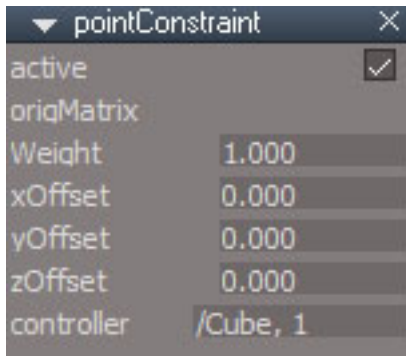 pointConstraint
active
origMatrix
Weight 1.000
xOffset 0.000
yOffset 0.000
zOffset 0.000
controller /Cube, 1